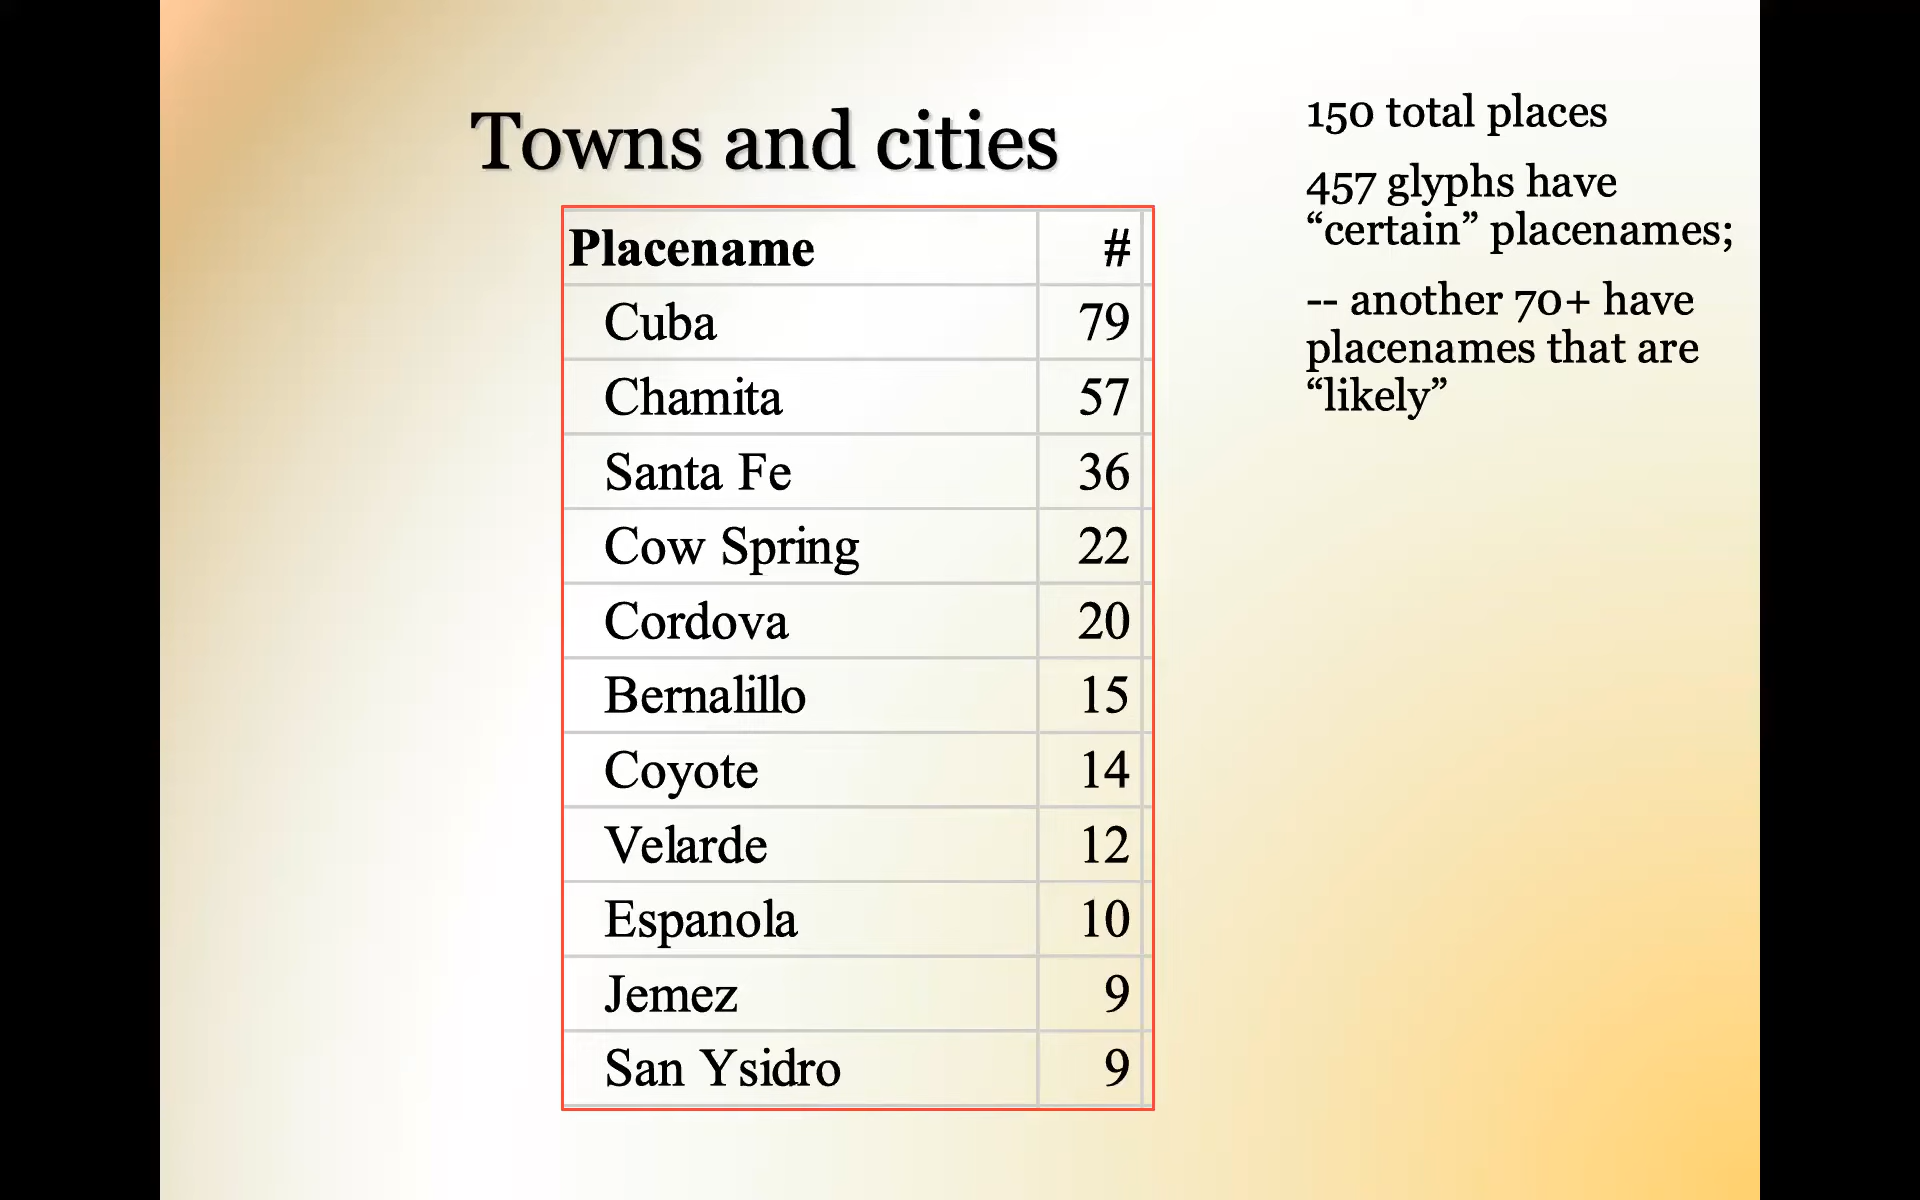 Towns and cities
Placename #
Cuba 79
Chamita 57
Santa Fe 36
Cow Spring 22
Cordova 20
Bernalillo 15
Coyote 14
Velarde 12
Espanola 10
Jemez 9
San Ysidro 9
150 total places
457 glyphs have
“certain” placenames;
-- another 70+ have
placenames that are
“likely”